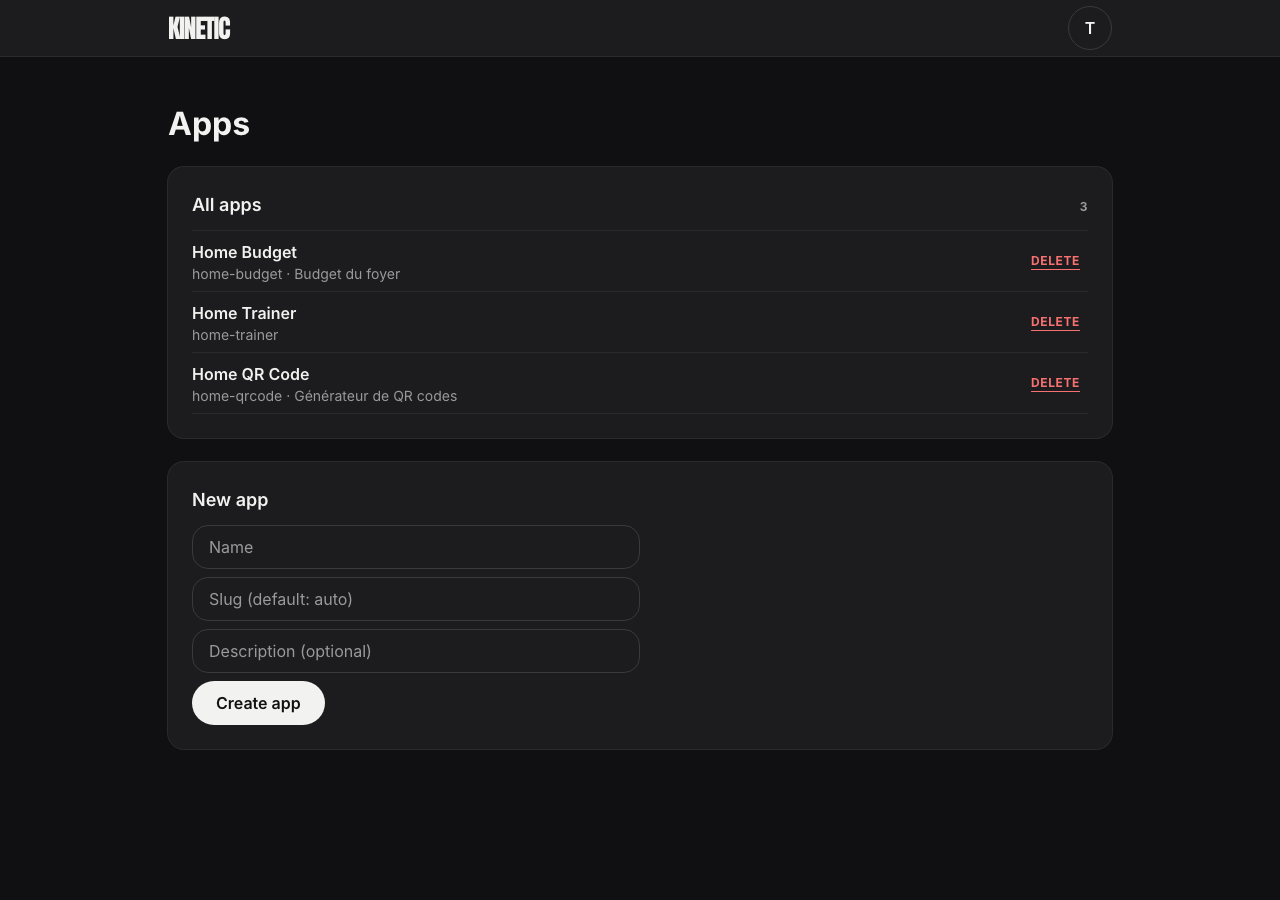 KINETIC
T
Apps
All apps
3
Home Budget
home-budget · Budget du foyer
DELETE
Home Trainer
home-trainer
DELETE
Home QR Code
home-qrcode · Générateur de QR codes
DELETE
New app
Name
Slug (default: auto)
Description (optional)
Create app